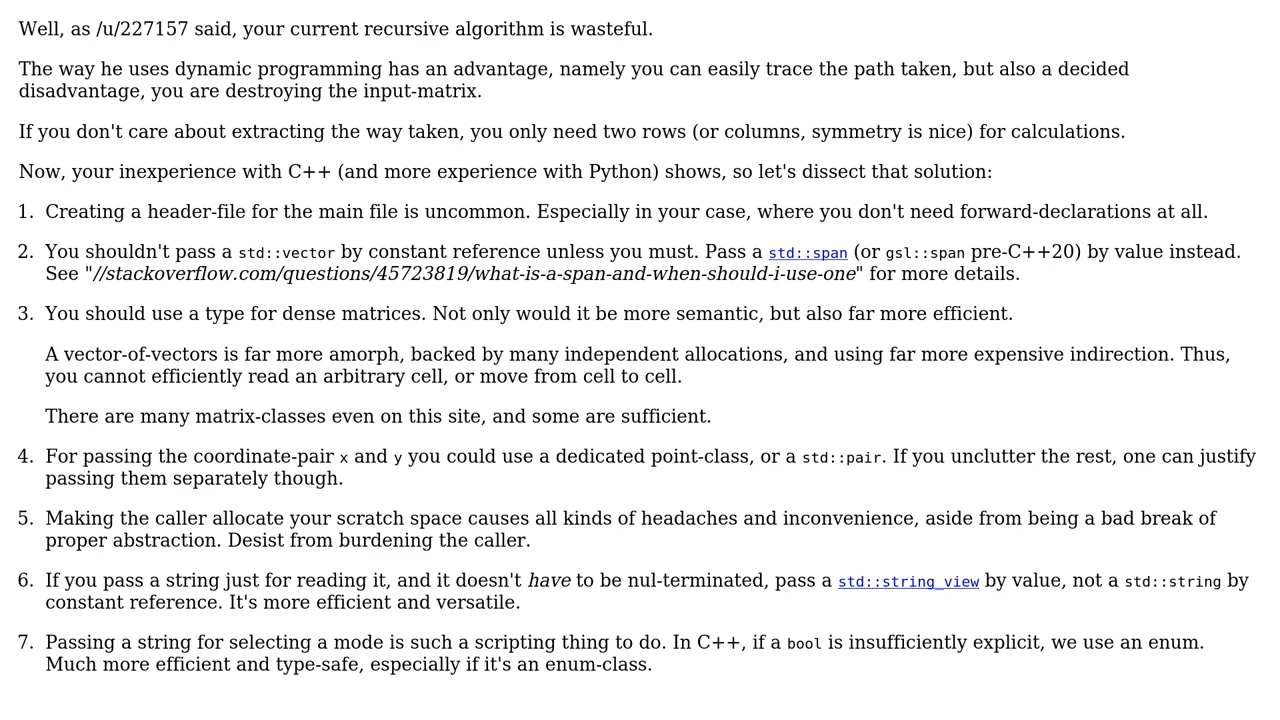 Well, as /u/227157 said, your current recursive algorithm is wasteful.
The way he uses dynamic programming has an advantage, namely you can easily trace the path taken, but also a decided
disadvantage, you are destroying the input-matrix.
If you don't care about extracting the way taken, you only need two rows (or columns, symmetry is nice) for calculations.
Now, your inexperience with C++ (and more experience with Python) shows, so let's dissect that solution:
1. Creating a header-file for the main file is uncommon. Especially in your case, where you don't need forward-declarations at all.
2. You shouldn't pass a std::vector by constant reference unless you must. Pass a std::span (or gsl::span pre-C++20) by value instead.
See "//stackoverflow.com/questions/45723819/what-is-a-span-and-when-should-i-use-one" for more details.
3. You should use a type for dense matrices. Not only would it be more semantic, but also far more efficient.
A vector-of-vectors is far more amorph, backed by many independent allocations, and using far more expensive indirection. Thus,
you cannot efficiently read an arbitrary cell, or move from cell to cell.
There are many matrix-classes even on this site, and some are sufficient.
4. For passing the coordinate-pair x and y you could use a dedicated point-class, or a std::pair. If you unclutter the rest, one can justify
passing them separately though.
5. Making the caller allocate your scratch space causes all kinds of headaches and inconvenience, aside from being a bad break of
proper abstraction. Desist from burdening the caller.
6. If you pass a string just for reading it, and it doesn't have to be nul-terminated, pass a std::string_view by value, not a std::string by
constant reference. It's more efficient and versatile.
7. Passing a string for selecting a mode is such a scripting thing to do. In C++, if a bool is insufficiently explicit, we use an enum.
Much more efficient and type-safe, especially if it's an enum-class.